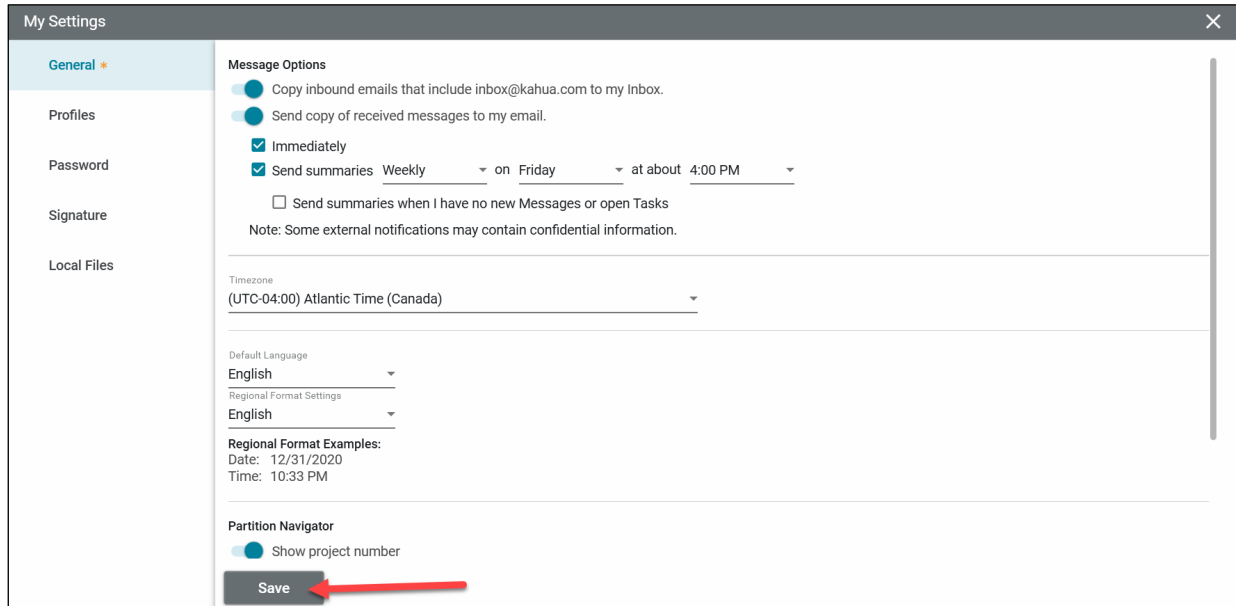 My Settings
General *
Profiles
Password
Signature
Local Files
Message Options
Copy inbound emails that include inbox@kahua.com to my Inbox.
Send copy of received messages to my email.
Immediately
Send summaries Weekly on Friday at about 4:00 PM
Send summaries when I have no new Messages or open Tasks
Note: Some external notifications may contain confidential information.
Timezone
(UTC-04:00) Atlantic Time (Canada)
Default Language
English
Regional Format Settings
English
Regional Format Examples:
Date: 12/31/2020
Time: 10:33 PM
Partition Navigator
Show project number
Save